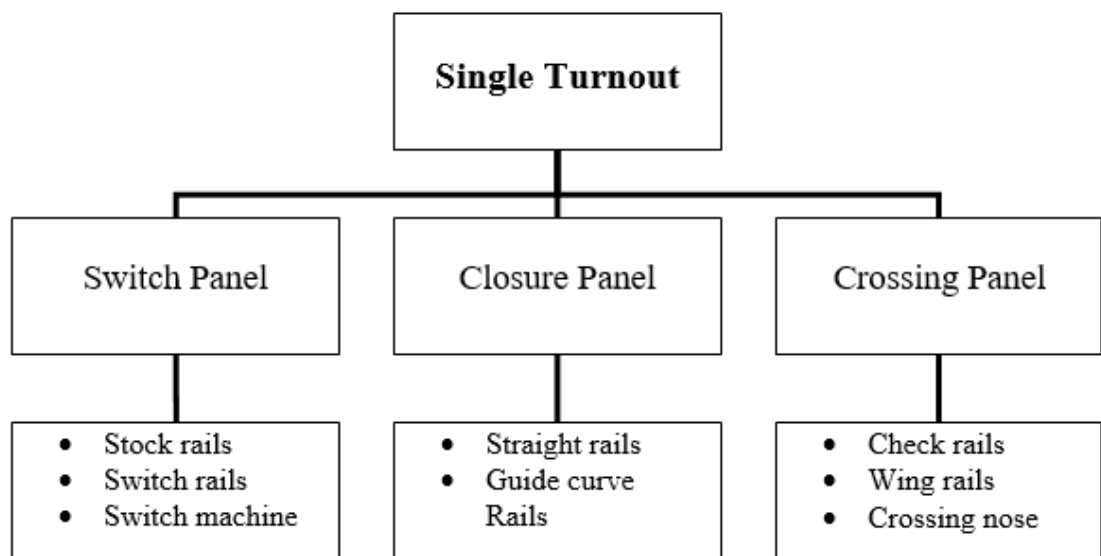 Single Turnout
Switch Panel
Closure Panel
Crossing Panel
• Stock rails
• Switch rails
• Switch machine
• Straight rails
• Guide curve
Rails
• Check rails
• Wing rails
• Crossing nose